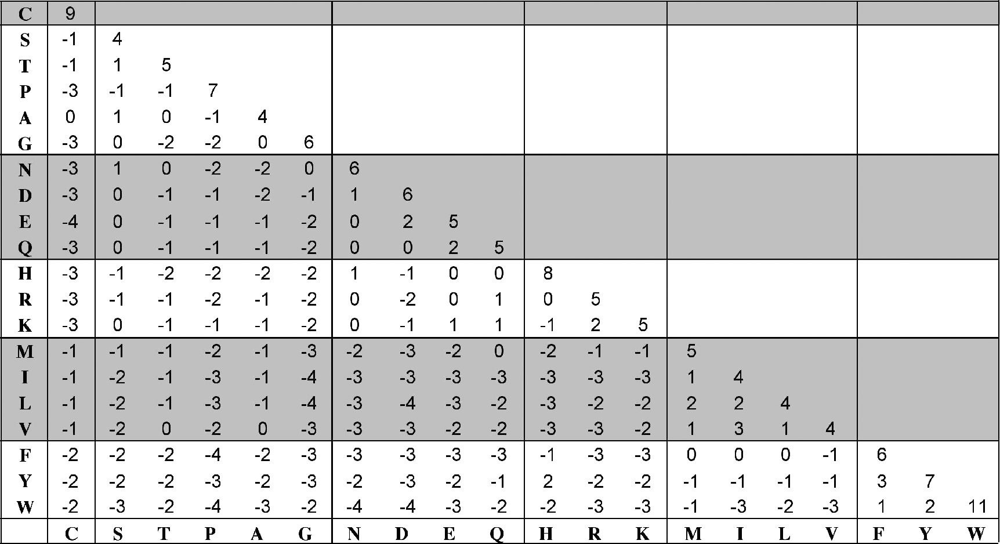 C 9
S -1 4
T -1 1 5
P -3 -1 -1 7
A 0 1 0 -1 4
G -3 0 -2 -2 0 6
N -3 1 0 -2 -2 0 6
D -3 0 -1 -1 -2 -1 1 6
E -4 0 -1 -1 -1 -2 0 2 5
Q -3 0 -1 -1 -1 -2 0 0 2 5
H -3 -1 -2 -2 -2 -2 1 -1 0 0 8
R -3 -1 -1 -2 -1 -2 0 -2 0 1 0 5
K -3 0 -1 -1 -1 -2 0 -1 1 1 -1 2 5
M -1 -1 -1 -2 -1 -3 -2 -3 -2 0 -2 -1 -1 5
I -1 -2 -1 -3 -1 -4 -3 -3 -3 -3 -3 -3 -3 1 4
L -1 -2 -1 -3 -1 -4 -3 -4 -3 -2 -3 -2 -2 2 2 4
V -1 -2 0 -2 0 -3 -3 -3 -2 -2 -3 -3 -2 1 3 1 4
F -2 -2 -2 -4 -2 -3 -3 -3 -3 -3 -1 -3 -3 0 0 0 -1 6
Y -2 -2 -2 -3 -2 -3 -2 -3 -2 -1 2 -2 -2 -1 -1 -1 -1 3 7
W -2 -3 -2 -4 -3 -2 -4 -4 -3 -2 -2 -3 -3 -1 -3 -2 -3 1 2 11
C S T P A G N D E Q H R K M I L V F Y W